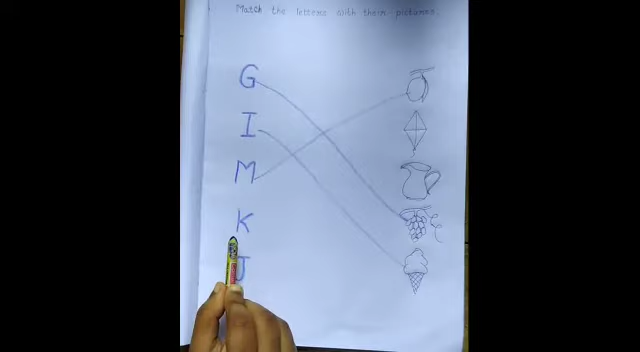 Match the letters with their pictures.
G
I
M
K
J